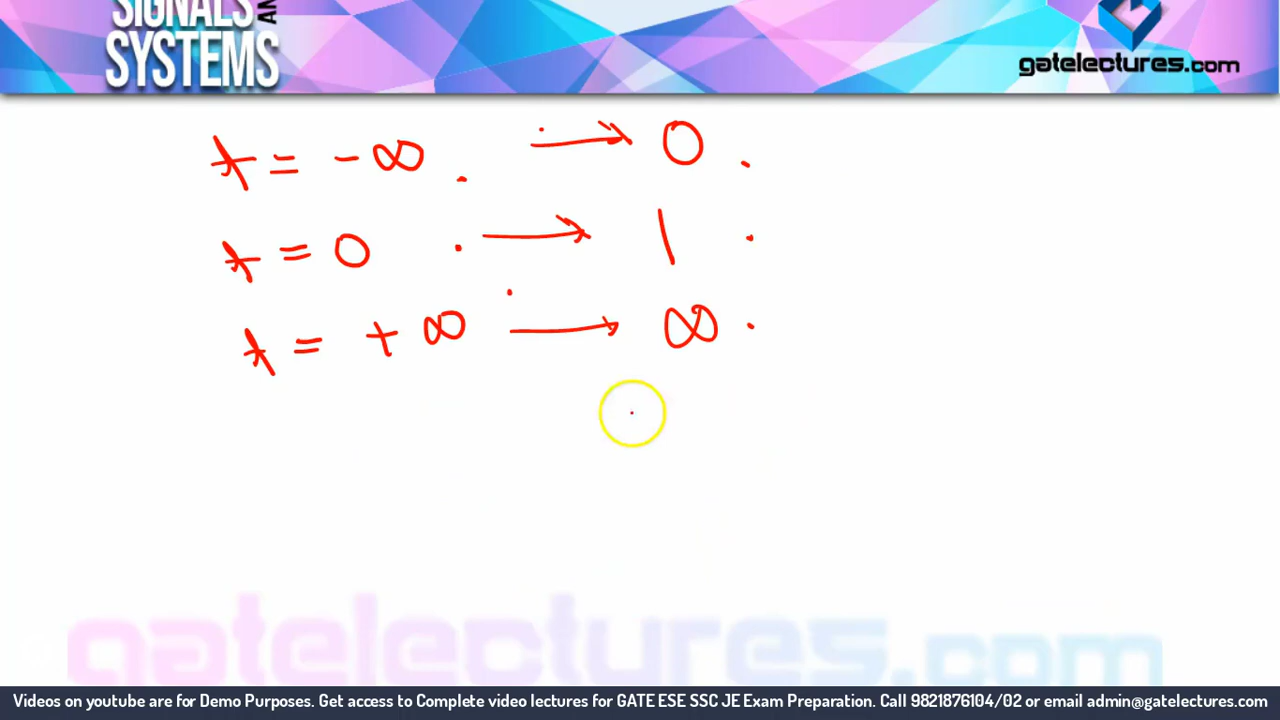 SIGNALS AND
SYSTEMS
gatelectures.com
t = -∞ . → 0 .
t = 0 . → 1 .
t = +∞ → ∞ .
gatelectures.com
Videos on youtube are for Demo Purposes. Get access to Complete video lectures for GATE ESE SSC JE Exam Preparation. Call 9821876104/02 or email admin@gatelectures.com